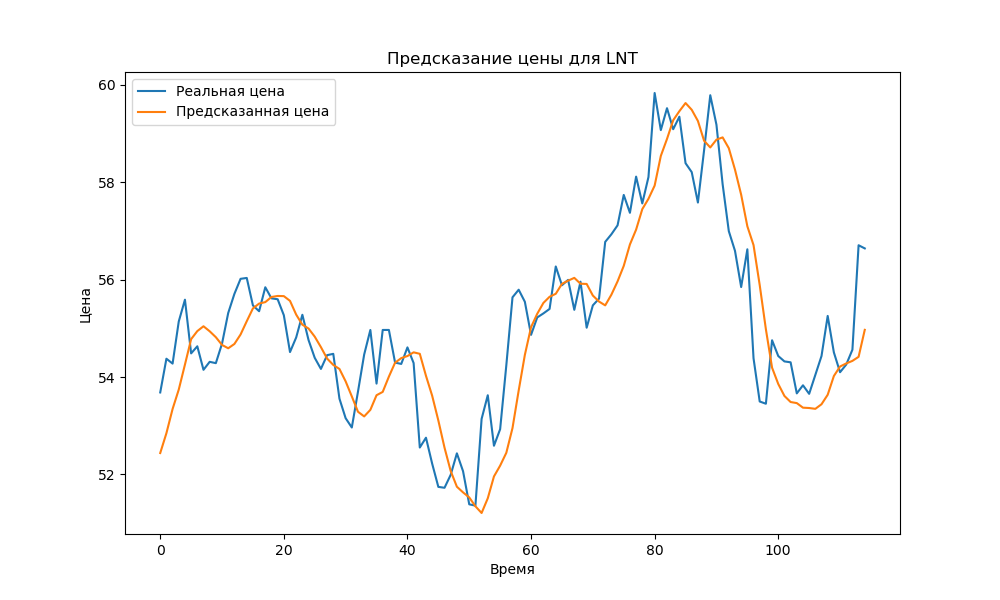 Предсказание цены для LNT
Реальная цена
Предсказанная цена
Цена
60
58
56
54
52
0 20 40 60 80 100
Время